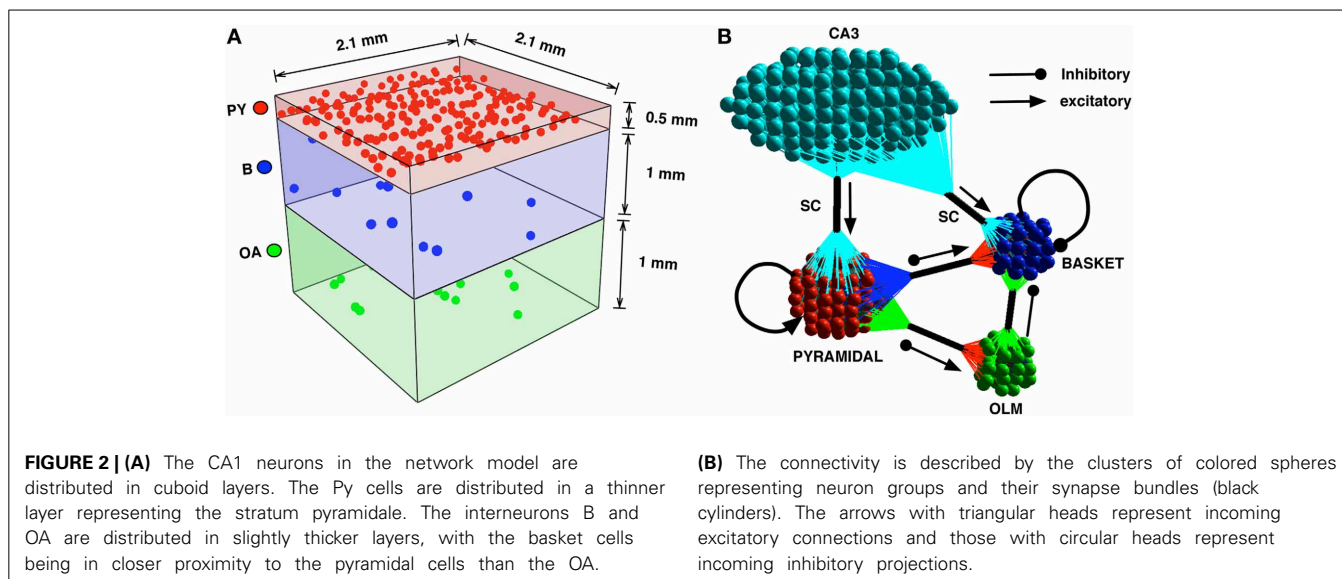 A
2.1 mm
2.1 mm
PY
0.5 mm
B
1 mm
OA
1 mm
B
CA3
Inhibitory
excitatory
SC
SC
BASKET
PYRAMIDAL
OLM
FIGURE 2 | (A) The CA1 neurons in the network model are
distributed in cuboid layers. The Py cells are distributed in a thinner
layer representing the stratum pyramidale. The interneurons B and
OA are distributed in slightly thicker layers, with the basket cells
being in closer proximity to the pyramidal cells than the OA.
(B) The connectivity is described by the clusters of colored spheres
representing neuron groups and their synapse bundles (black
cylinders). The arrows with triangular heads represent incoming
excitatory connections and those with circular heads represent
incoming inhibitory projections.